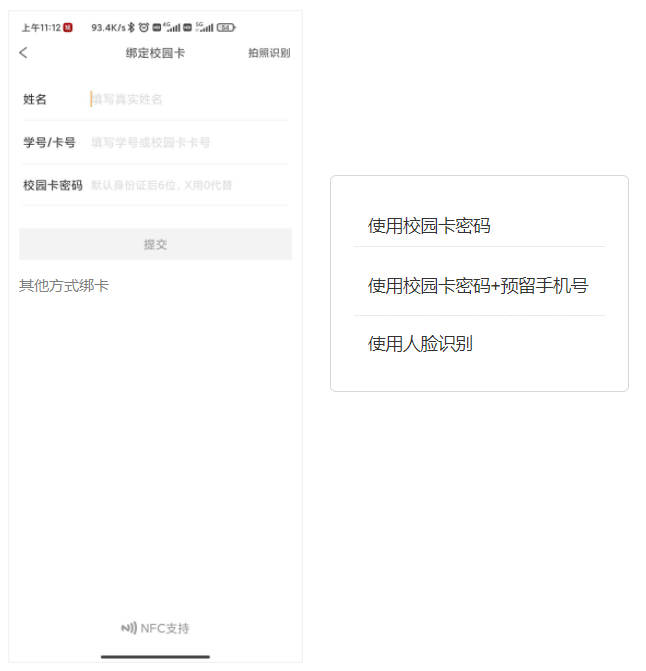 上午11:12 93.4K/s 4G 5G 64
绑定校园卡 拍照识别
姓名 填写真实姓名
学号/卡号 填写学号或校园卡卡号
校园卡密码 默认身份证后6位，X用0代替
提交
其他方式绑卡
NFC支持
使用校园卡密码
使用校园卡密码+预留手机号
使用人脸识别